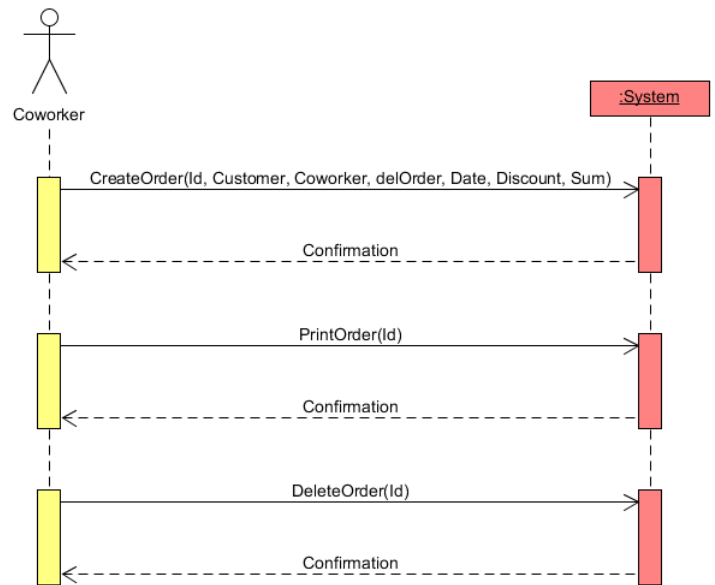 Coworker
:System
CreateOrder(Id, Customer, Coworker, delOrder, Date, Discount, Sum)
Confirmation
PrintOrder(Id)
Confirmation
DeleteOrder(Id)
Confirmation